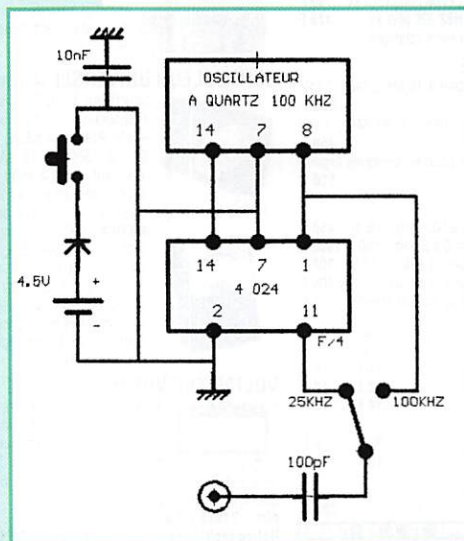 10nF
OSCILLATEUR
A QUARTZ 100 KHZ
14 7 8
14 7 1
4.5V
+
-
4 024
2 11
F/4
25KHZ 100KHZ
100pF